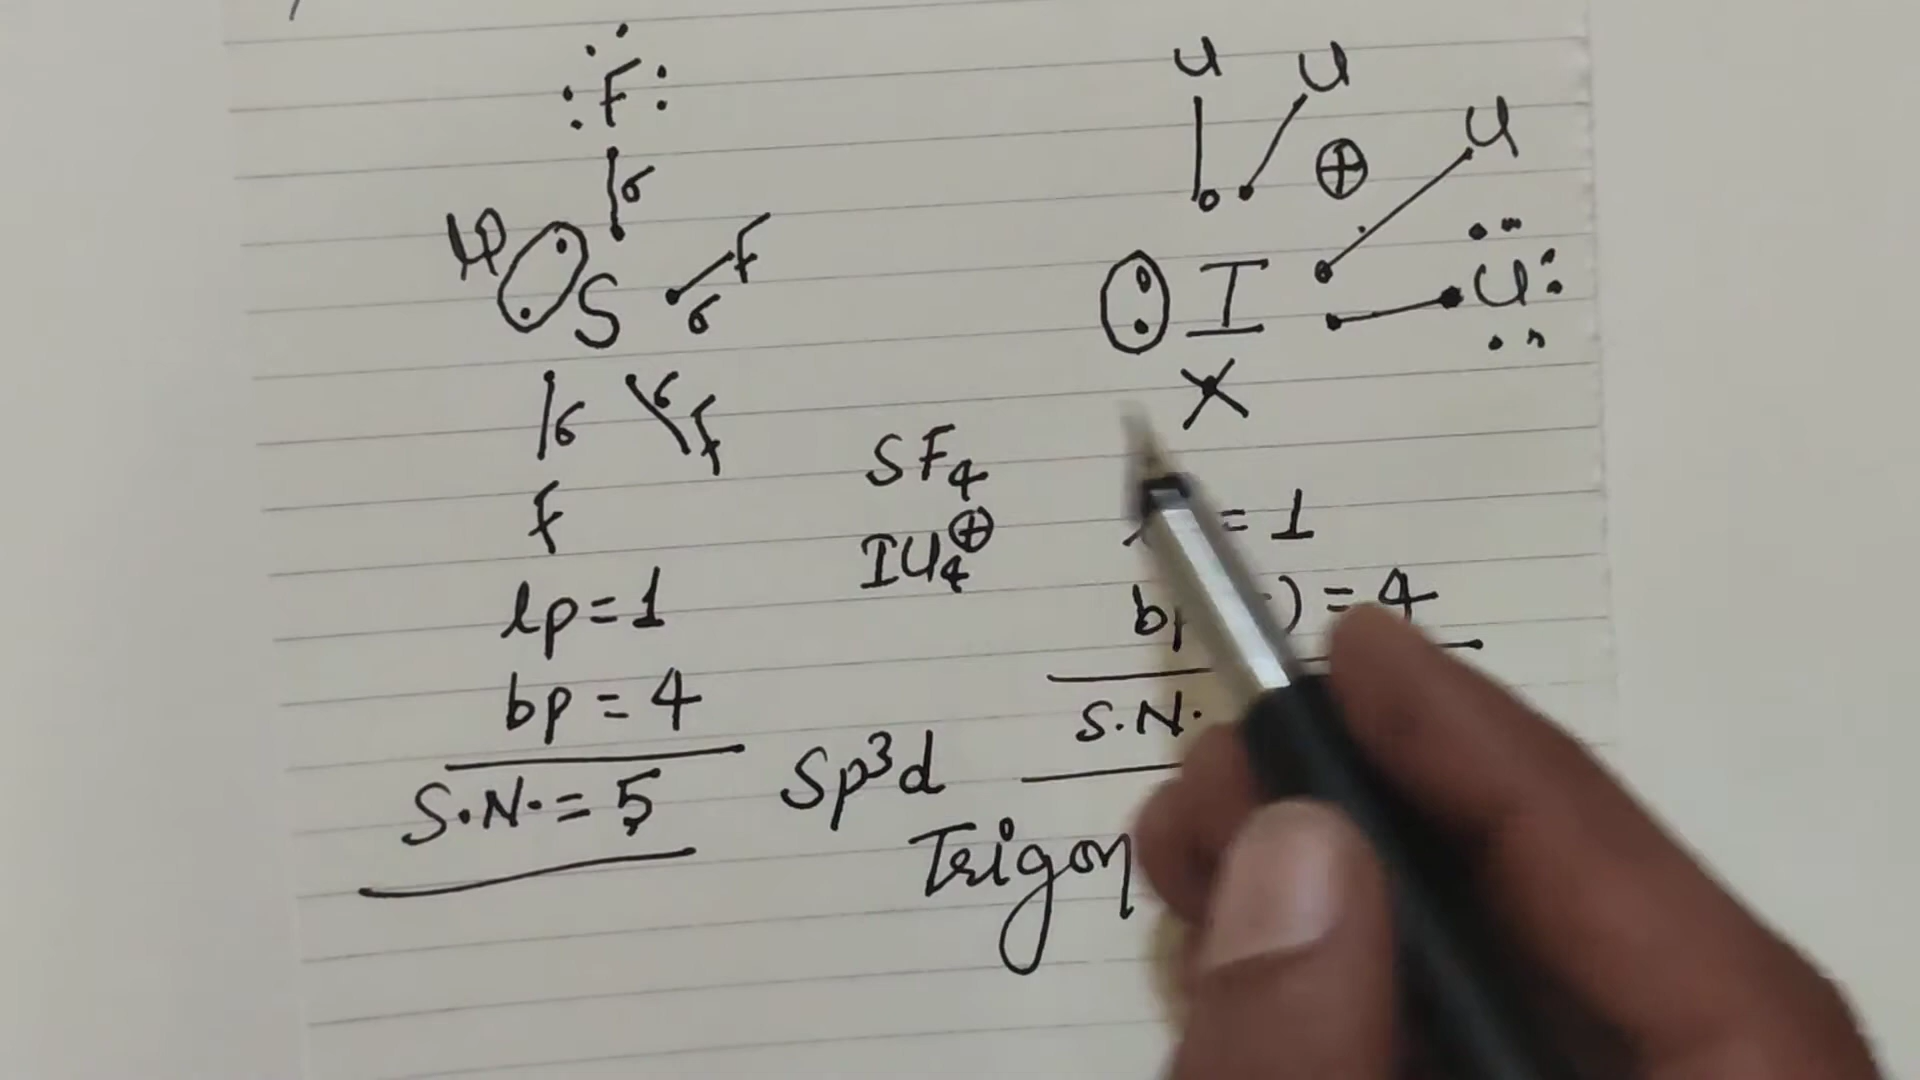 F
σ
lp S F
σ
σ σ
F F
lp = 1
bp = 4
S.N. = 5
SF4
ICl4⊕
Sp³d
Trigon
Cl Cl
⊕ Cl
I Cl
= 1
= 4
S.N.